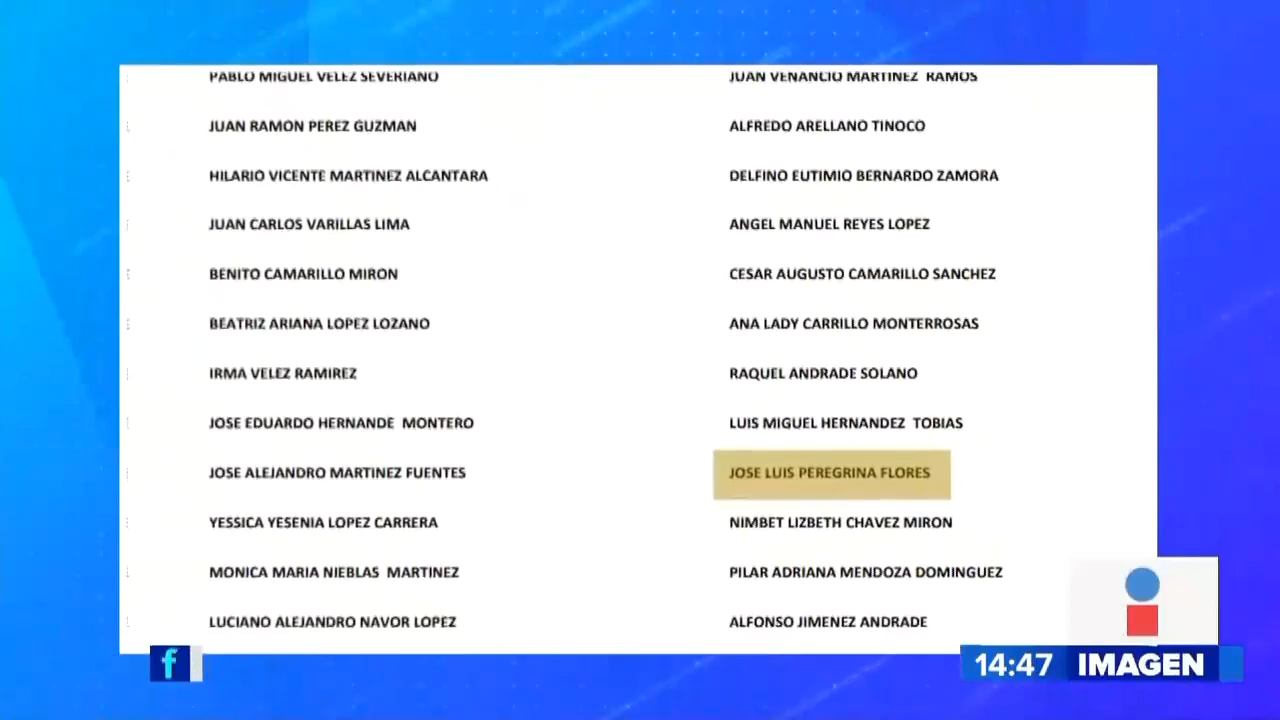 PABLO MIGUEL VELEZ SEVERIANO JUAN VENANCIO MARTINEZ RAMOS
JUAN RAMON PEREZ GUZMAN ALFREDO ARELLANO TINOCO
HILARIO VICENTE MARTINEZ ALCANTARA DELFINO EUTIMIO BERNARDO ZAMORA
JUAN CARLOS VARILLAS LIMA ANGEL MANUEL REYES LOPEZ
BENITO CAMARILLO MIRON CESAR AUGUSTO CAMARILLO SANCHEZ
BEATRIZ ARIANA LOPEZ LOZANO ANA LADY CARRILLO MONTERROSAS
IRMA VELEZ RAMIREZ RAQUEL ANDRADE SOLANO
JOSE EDUARDO HERNANDE MONTERO LUIS MIGUEL HERNANDEZ TOBIAS
JOSE ALEJANDRO MARTINEZ FUENTES JOSE LUIS PEREGRINA FLORES
YESSICA YESENIA LOPEZ CARRERA NIMBET LIZBETH CHAVEZ MIRON
MONICA MARIA NIEBLAS MARTINEZ PILAR ADRIANA MENDOZA DOMINGUEZ
LUCIANO ALEJANDRO NAVOR LOPEZ ALFONSO JIMENEZ ANDRADE
f 14:47 IMAGEN